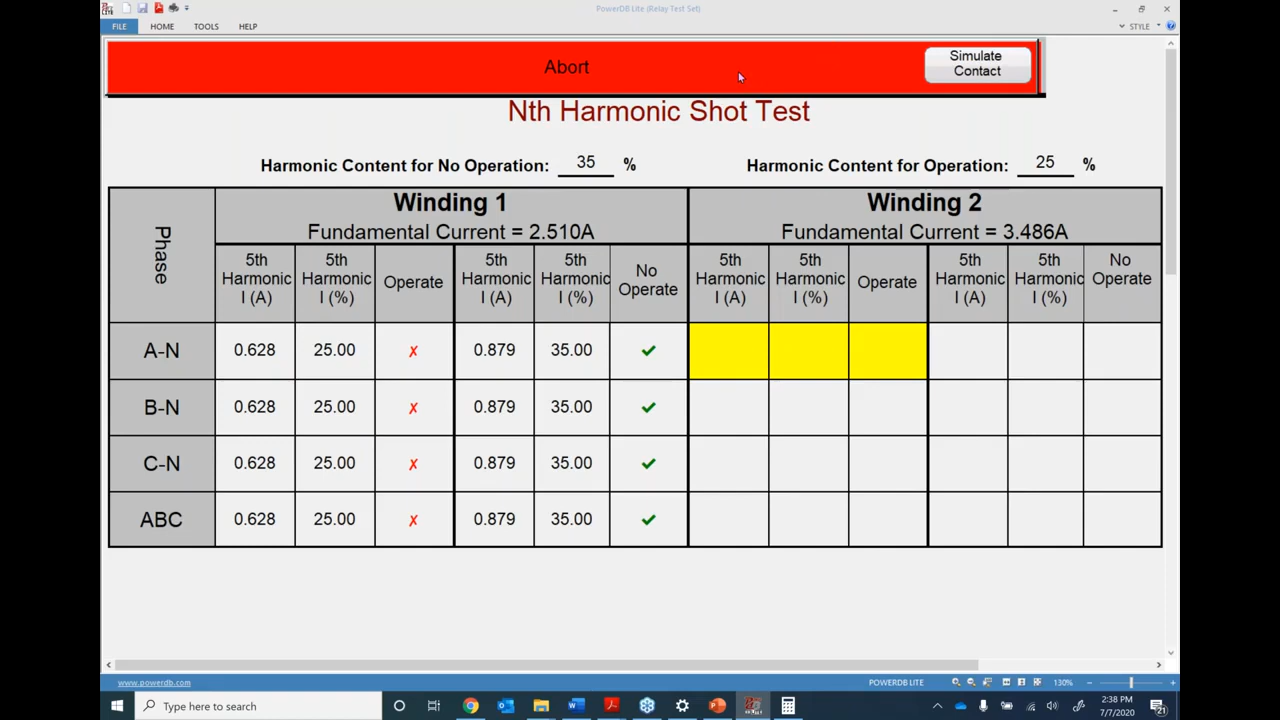 PowerDB Lite (Relay Test Set)
FILE HOME TOOLS HELP STYLE
Abort
Simulate
Contact
Nth Harmonic Shot Test
Harmonic Content for No Operation: 35 % Harmonic Content for Operation: 25 %
Phase
Winding 1
Fundamental Current = 2.510A
Winding 2
Fundamental Current = 3.486A
5th Harmonic I (A) 5th Harmonic I (%) Operate 5th Harmonic I (A) 5th Harmonic I (%) No Operate 5th Harmonic I (A) 5th Harmonic I (%) Operate 5th Harmonic I (A) 5th Harmonic I (%) No Operate
A-N 0.628 25.00 ✗ 0.879 35.00 ✓
B-N 0.628 25.00 ✗ 0.879 35.00 ✓
C-N 0.628 25.00 ✗ 0.879 35.00 ✓
ABC 0.628 25.00 ✗ 0.879 35.00 ✓
www.powerdb.com POWERDB LITE 130%
Type here to search
2:38 PM
7/7/2020
21